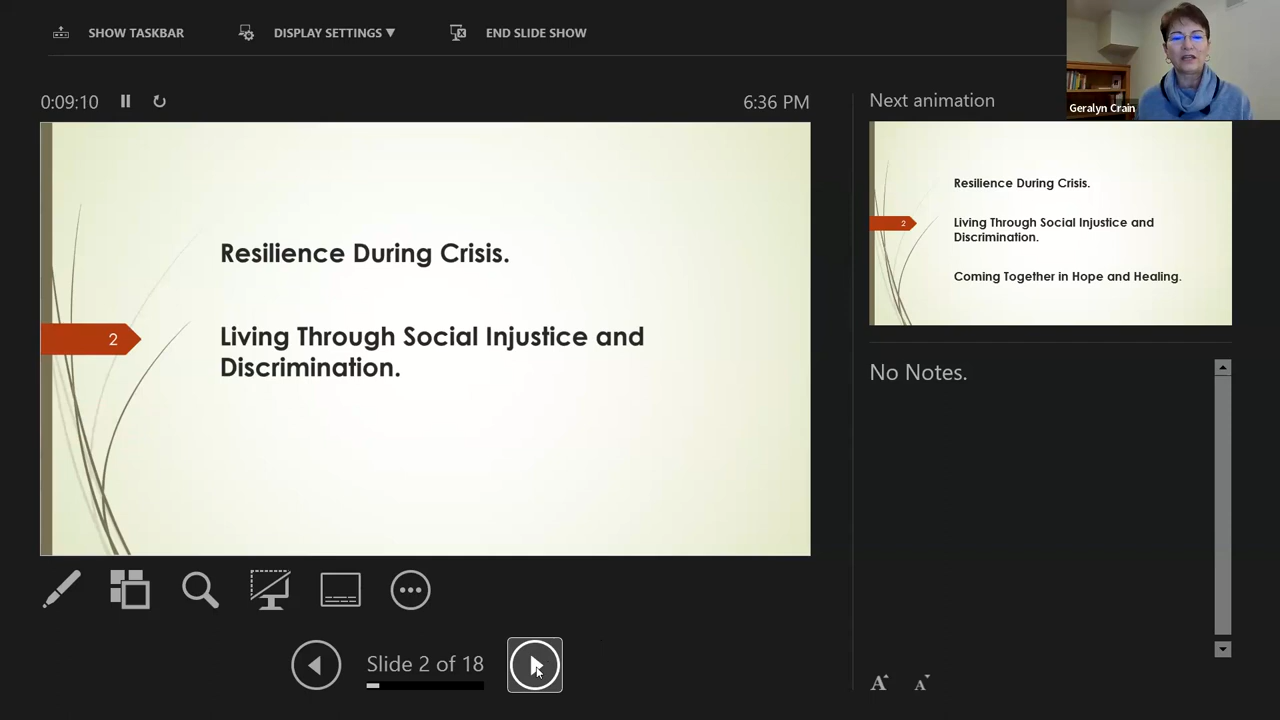 SHOW TASKBAR
DISPLAY SETTINGS ▼
END SLIDE SHOW
Geralyn Crain
0:09:10
6:36 PM
Next animation
Resilience During Crisis.
2
Living Through Social Injustice and
Discrimination.
Resilience During Crisis.
2
Living Through Social Injustice and
Discrimination.
Coming Together in Hope and Healing.
No Notes.
Slide 2 of 18
A
A